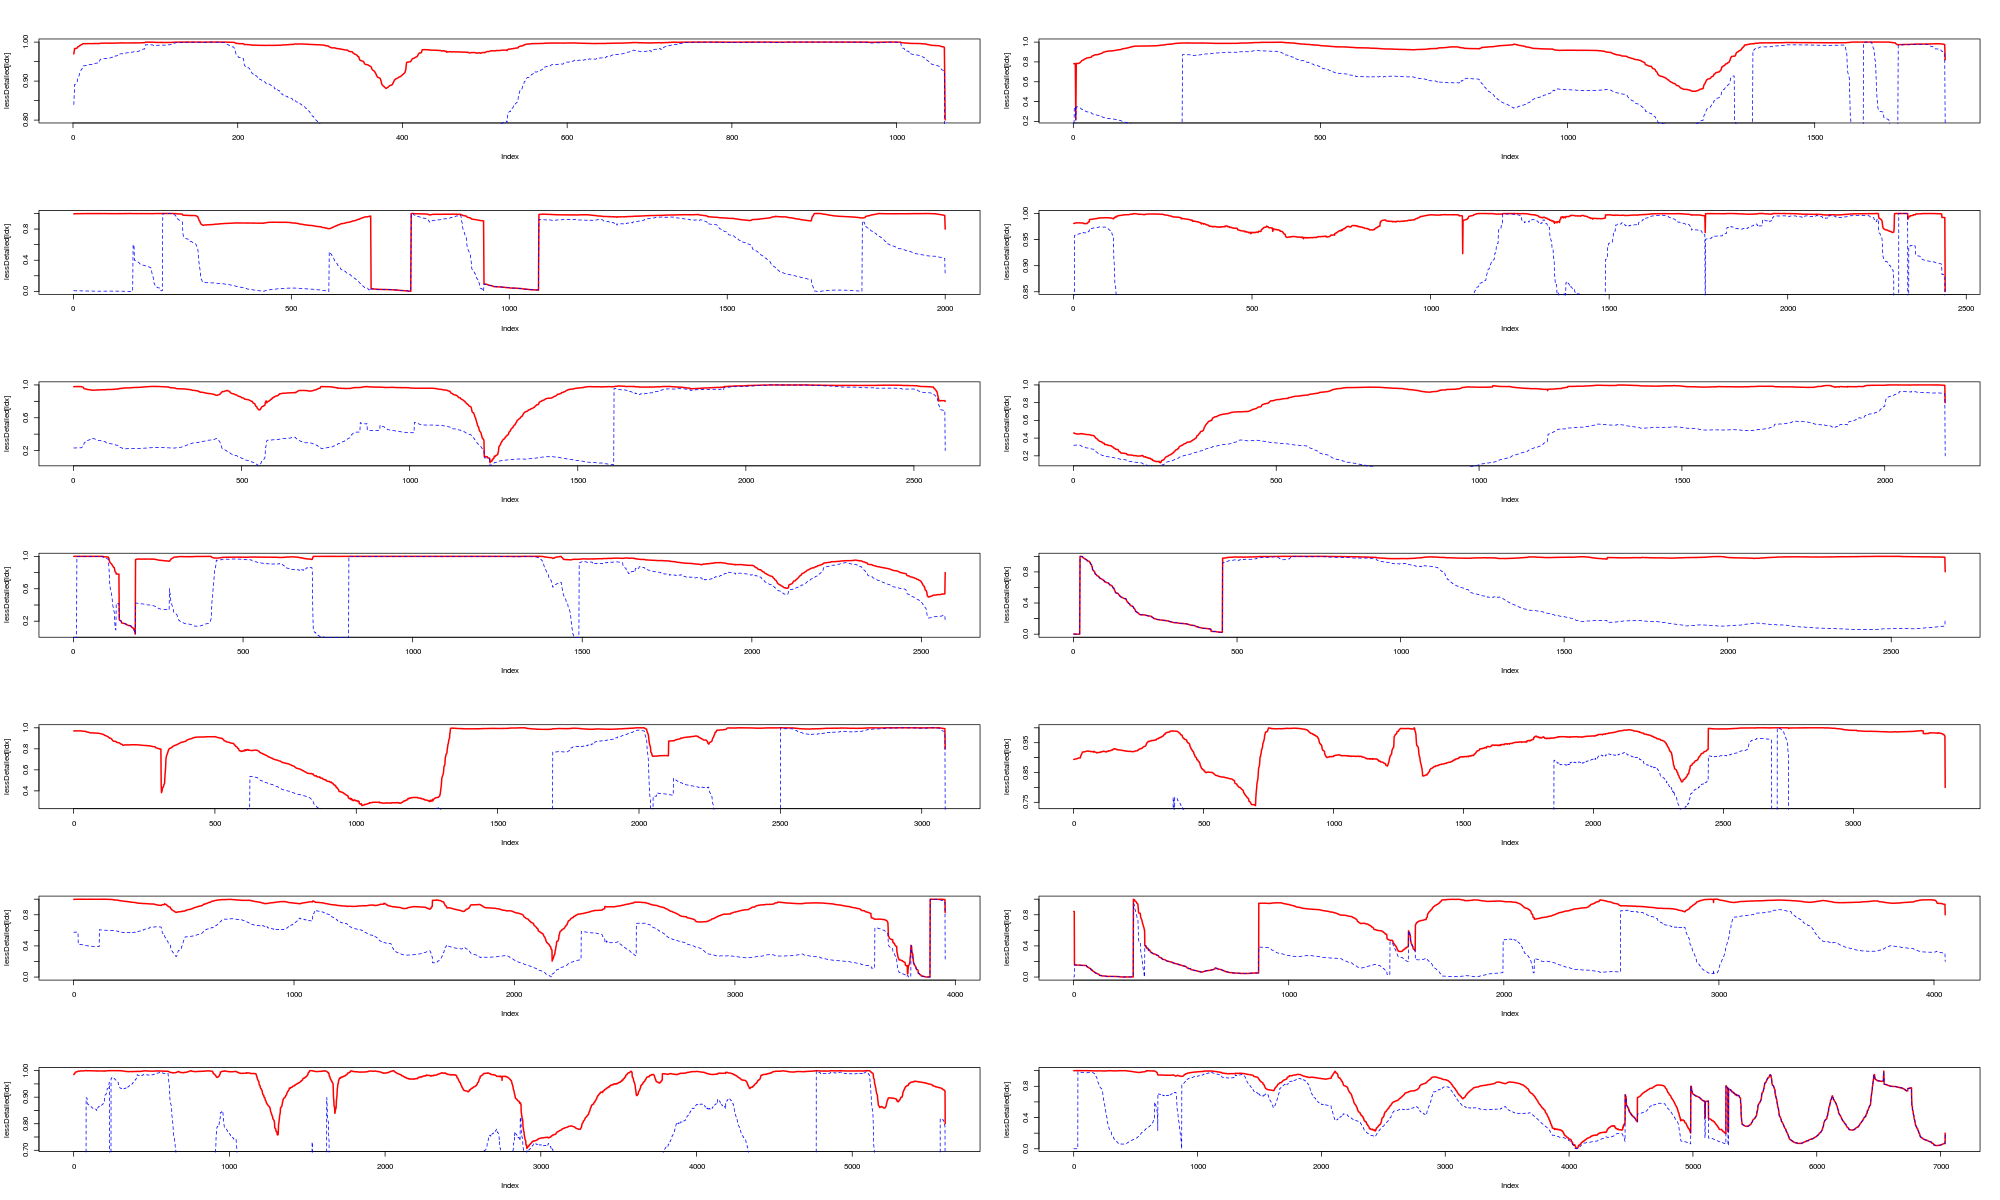 lessDetailed[idx]
0.80 0.90 1.00
0 200 400 600 800 1000
Index
lessDetailed[idx]
0.2 0.4 0.6 0.8 1.0
0 500 1000 1500
Index
lessDetailed[idx]
0.0 0.4 0.8
0 500 1000 1500 2000
Index
lessDetailed[idx]
0.85 0.90 0.95 1.00
0 500 1000 1500 2000 2500
Index
lessDetailed[idx]
0.2 0.6 1.0
0 500 1000 1500 2000 2500
Index
lessDetailed[idx]
0.2 0.4 0.6 0.8 1.0
0 500 1000 1500 2000
Index
lessDetailed[idx]
0.2 0.6 1.0
0 500 1000 1500 2000 2500
Index
lessDetailed[idx]
0.0 0.4 0.8
0 500 1000 1500 2000 2500
Index
lessDetailed[idx]
0.4 0.6 0.8 1.0
0 500 1000 1500 2000 2500 3000
Index
lessDetailed[idx]
0.75 0.85 0.95
0 500 1000 1500 2000 2500 3000
Index
lessDetailed[idx]
0.0 0.4 0.8
0 1000 2000 3000 4000
Index
lessDetailed[idx]
0.0 0.4 0.8
0 1000 2000 3000 4000
Index
lessDetailed[idx]
0.70 0.80 0.90 1.00
0 1000 2000 3000 4000 5000
Index
lessDetailed[idx]
0.0 0.4 0.8
0 1000 2000 3000 4000 5000 6000 7000
Index